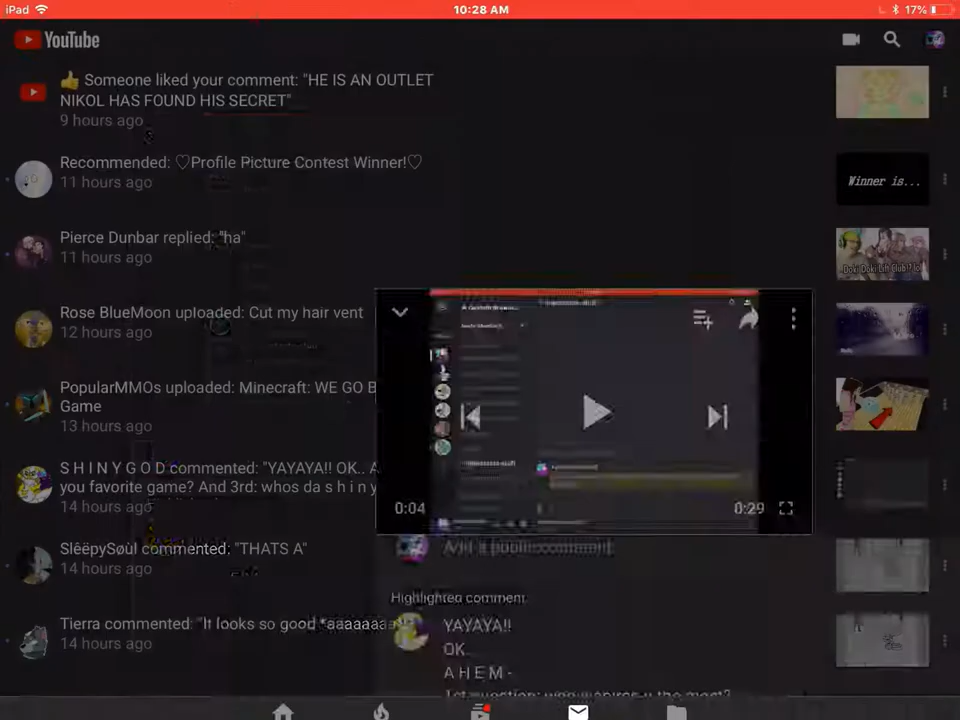 iPad
10:28 AM
17%
YouTube
👍 Someone liked your comment: "HE IS AN OUTLET
NIKOL HAS FOUND HIS SECRET"
9 hours ago
Recommended: ♡Profile Picture Contest Winner!♡
11 hours ago
Winner is...
Pierce Dunbar replied: "ha"
11 hours ago
Rose BlueMoon uploaded: Cut my hair vent
12 hours ago
PopularMMOs uploaded: Minecraft: WE GO B
Game
13 hours ago
S H I N Y G O D commented: "YAYAYA!! OK.. A
you favorite game? And 3rd: whos da s h i n y
14 hours ago
0:04
0:29
SlêëpySøùl commented: "THATS A"
14 hours ago
Highlighted comment
Tierra commented: "It looks so good
14 hours ago
YAYAYA!!
OK.
A H E M -